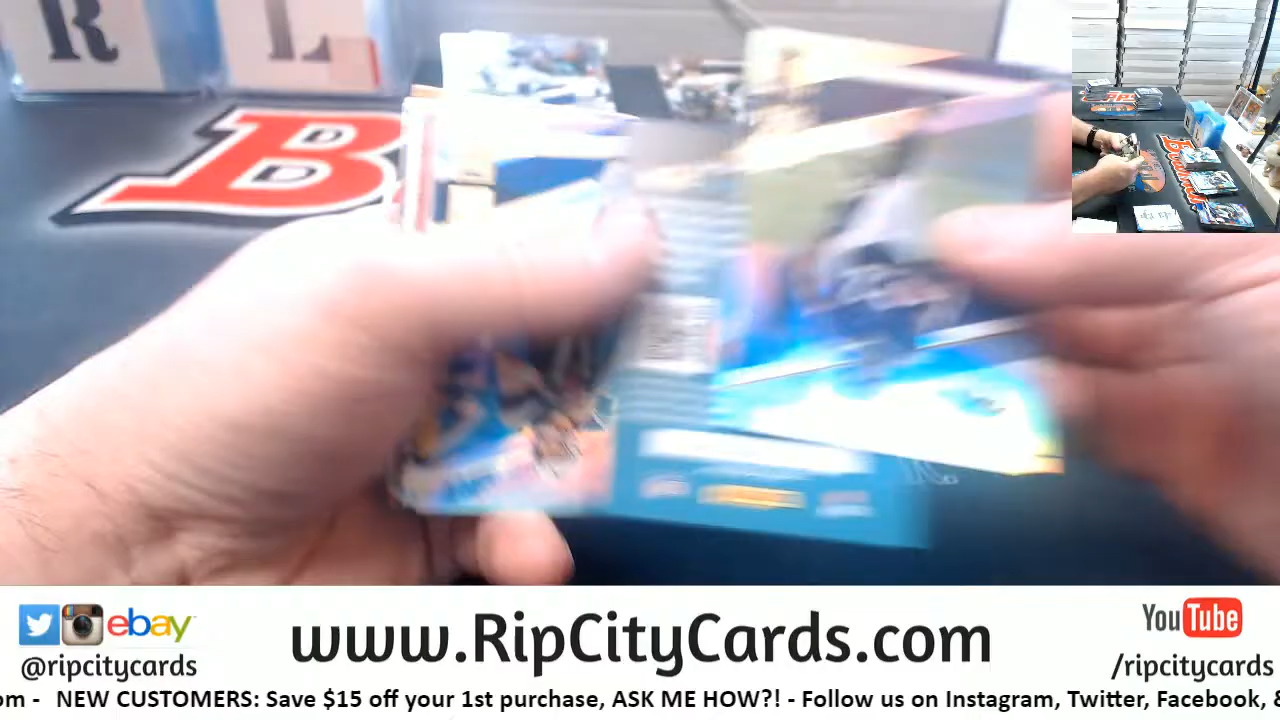 R L
B
ebay
@ripcitycards
www.RipCityCards.com
YouTube
/ripcitycards
om - NEW CUSTOMERS: Save $15 off your 1st purchase, ASK ME HOW?! - Follow us on Instagram, Twitter, Facebook, &